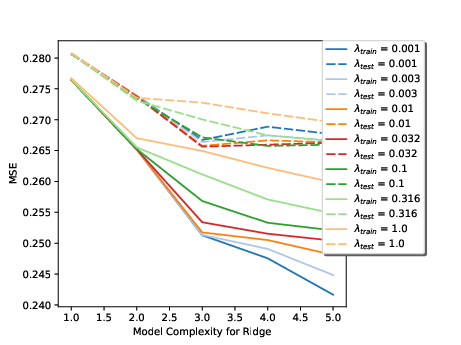 0.280
0.275
0.270
0.265
0.260
0.255
0.250
0.245
0.240
MSE
1.0 1.5 2.0 2.5 3.0 3.5 4.0 4.5 5.0
Model Complexity for Ridge
λtrain = 0.001
λtest = 0.001
λtrain = 0.003
λtest = 0.003
λtrain = 0.01
λtest = 0.01
λtrain = 0.032
λtest = 0.032
λtrain = 0.1
λtest = 0.1
λtrain = 0.316
λtest = 0.316
λtrain = 1.0
λtest = 1.0